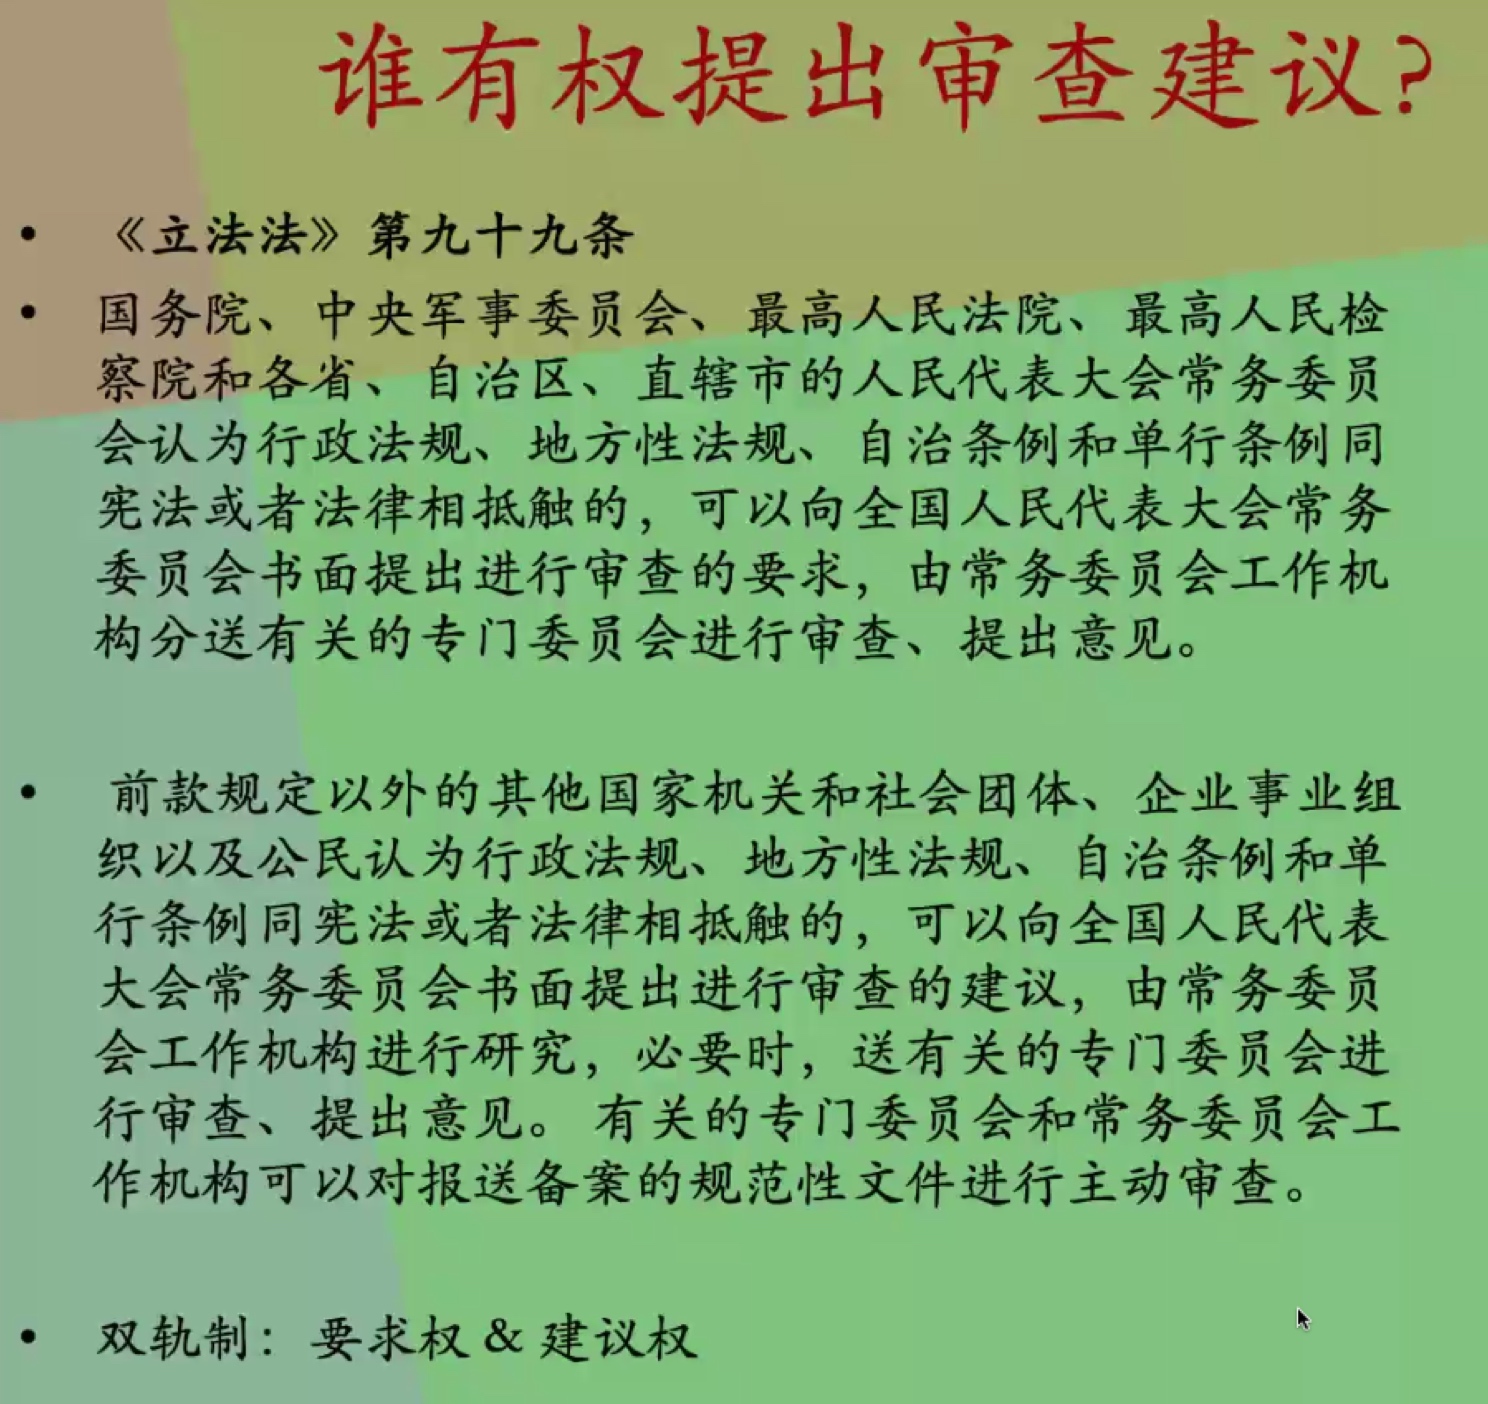 谁有权提出审查建议?
• 《立法法》第九十九条
• 国务院、中央军事委员会、最高人民法院、最高人民检
察院和各省、自治区、直辖市的人民代表大会常务委员
会认为行政法规、地方性法规、自治条例和单行条例同
宪法或者法律相抵触的，可以向全国人民代表大会常务
委员会书面提出进行审查的要求，由常务委员会工作机
构分送有关的专门委员会进行审查、提出意见。
• 前款规定以外的其他国家机关和社会团体、企业事业组
织以及公民认为行政法规、地方性法规、自治条例和单
行条例同宪法或者法律相抵触的，可以向全国人民代表
大会常务委员会书面提出进行审查的建议，由常务委员
会工作机构进行研究，必要时，送有关的专门委员会进
行审查、提出意见。 有关的专门委员会和常务委员会工
作机构可以对报送备案的规范性文件进行主动审查。
• 双轨制：要求权 & 建议权